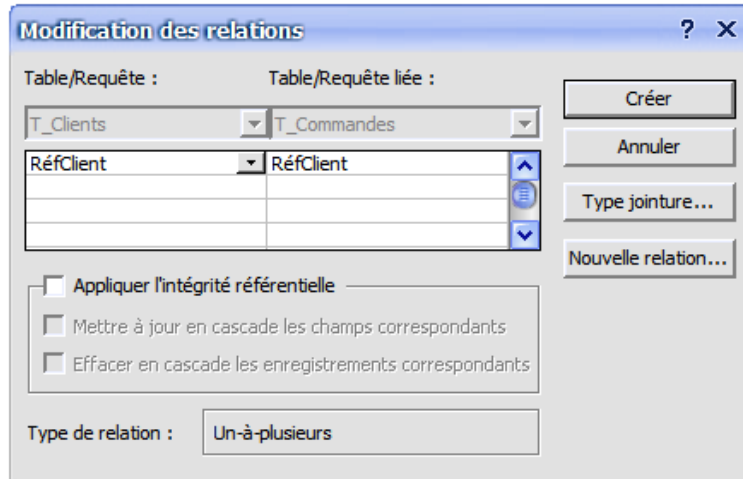 Modification des relations
Table/Requête : Table/Requête liée :
T_Clients T_Commandes
RéfClient RéfClient
Créer
Annuler
Type jointure...
Nouvelle relation...
Appliquer l'intégrité référentielle
Mettre à jour en cascade les champs correspondants
Effacer en cascade les enregistrements correspondants
Type de relation : Un-à-plusieurs